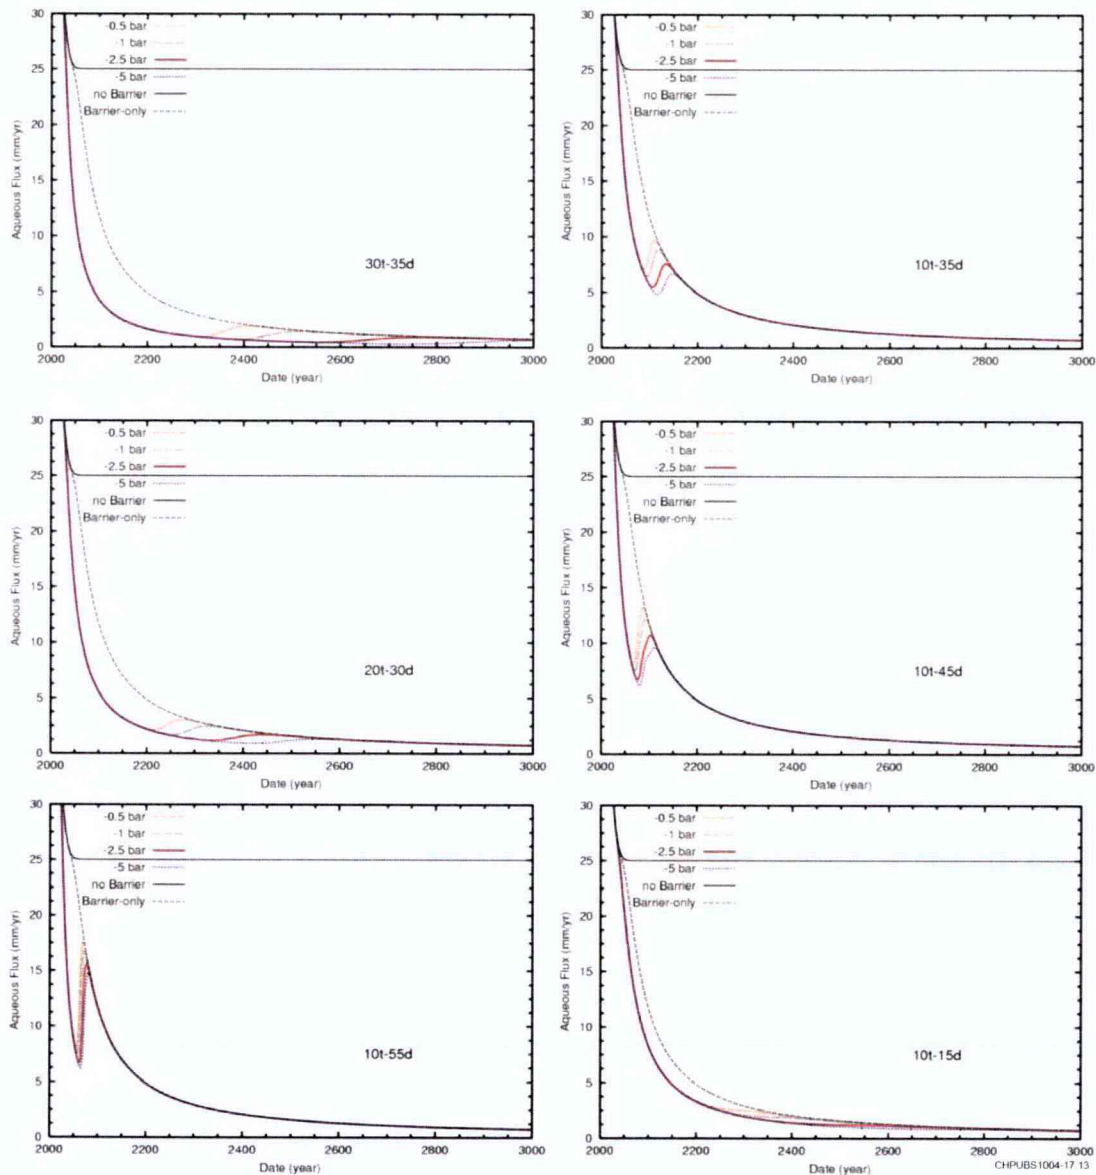 30
25
20
15
10
5
0
Aqueous Flux (mm/yr)
-0.5 bar
-1 bar
-2.5 bar
-5 bar
no Barrier
Barrier-only
30t-35d
2000 2200 2400 2600 2800 3000
Date (year)
30
25
20
15
10
5
0
Aqueous Flux (mm/yr)
-0.5 bar
-1 bar
-2.5 bar
-5 bar
no Barrier
Barrier-only
10t-35d
2000 2200 2400 2600 2800 3000
Date (year)
30
25
20
15
10
5
0
Aqueous Flux (mm/yr)
-0.5 bar
-1 bar
-2.5 bar
-5 bar
no Barrier
Barrier-only
20t-30d
2000 2200 2400 2600 2800 3000
Date (year)
30
25
20
15
10
5
0
Aqueous Flux (mm/yr)
-0.5 bar
-1 bar
-2.5 bar
-5 bar
no Barrier
Barrier-only
10t-45d
2000 2200 2400 2600 2800 3000
Date (year)
30
25
20
15
10
5
0
Aqueous Flux (mm/yr)
-0.5 bar
-1 bar
-2.5 bar
-5 bar
no Barrier
Barrier-only
10t-55d
2000 2200 2400 2600 2800 3000
Date (year)
30
25
20
15
10
5
0
Aqueous Flux (mm/yr)
-0.5 bar
-1 bar
-2.5 bar
-5 bar
no Barrier
Barrier-only
10t-15d
2000 2200 2400 2600 2800 3000
Date (year)
CHPUBS1004-17.13